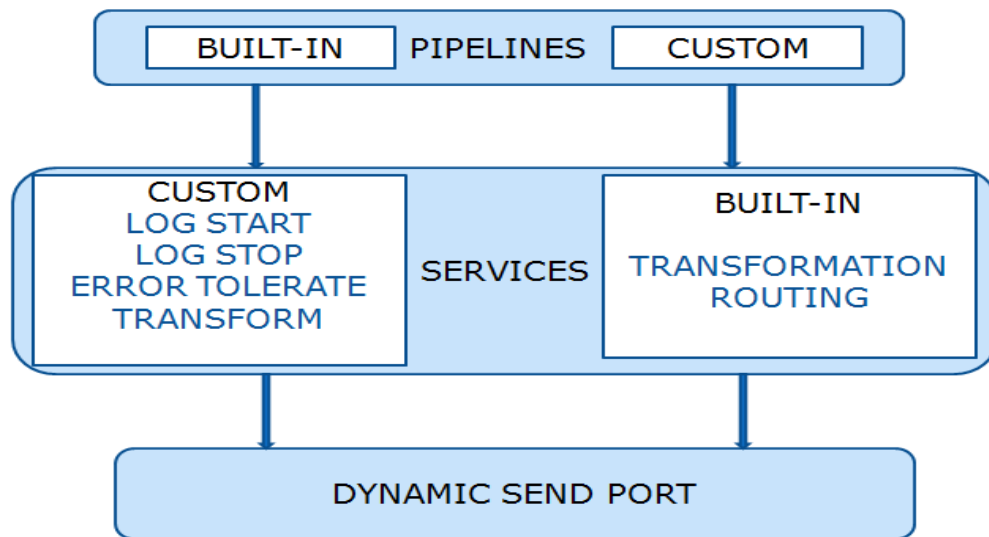 BUILT-IN PIPELINES CUSTOM
CUSTOM
LOG START
LOG STOP
ERROR TOLERATE
TRANSFORM
SERVICES
BUILT-IN
TRANSFORMATION
ROUTING
DYNAMIC SEND PORT